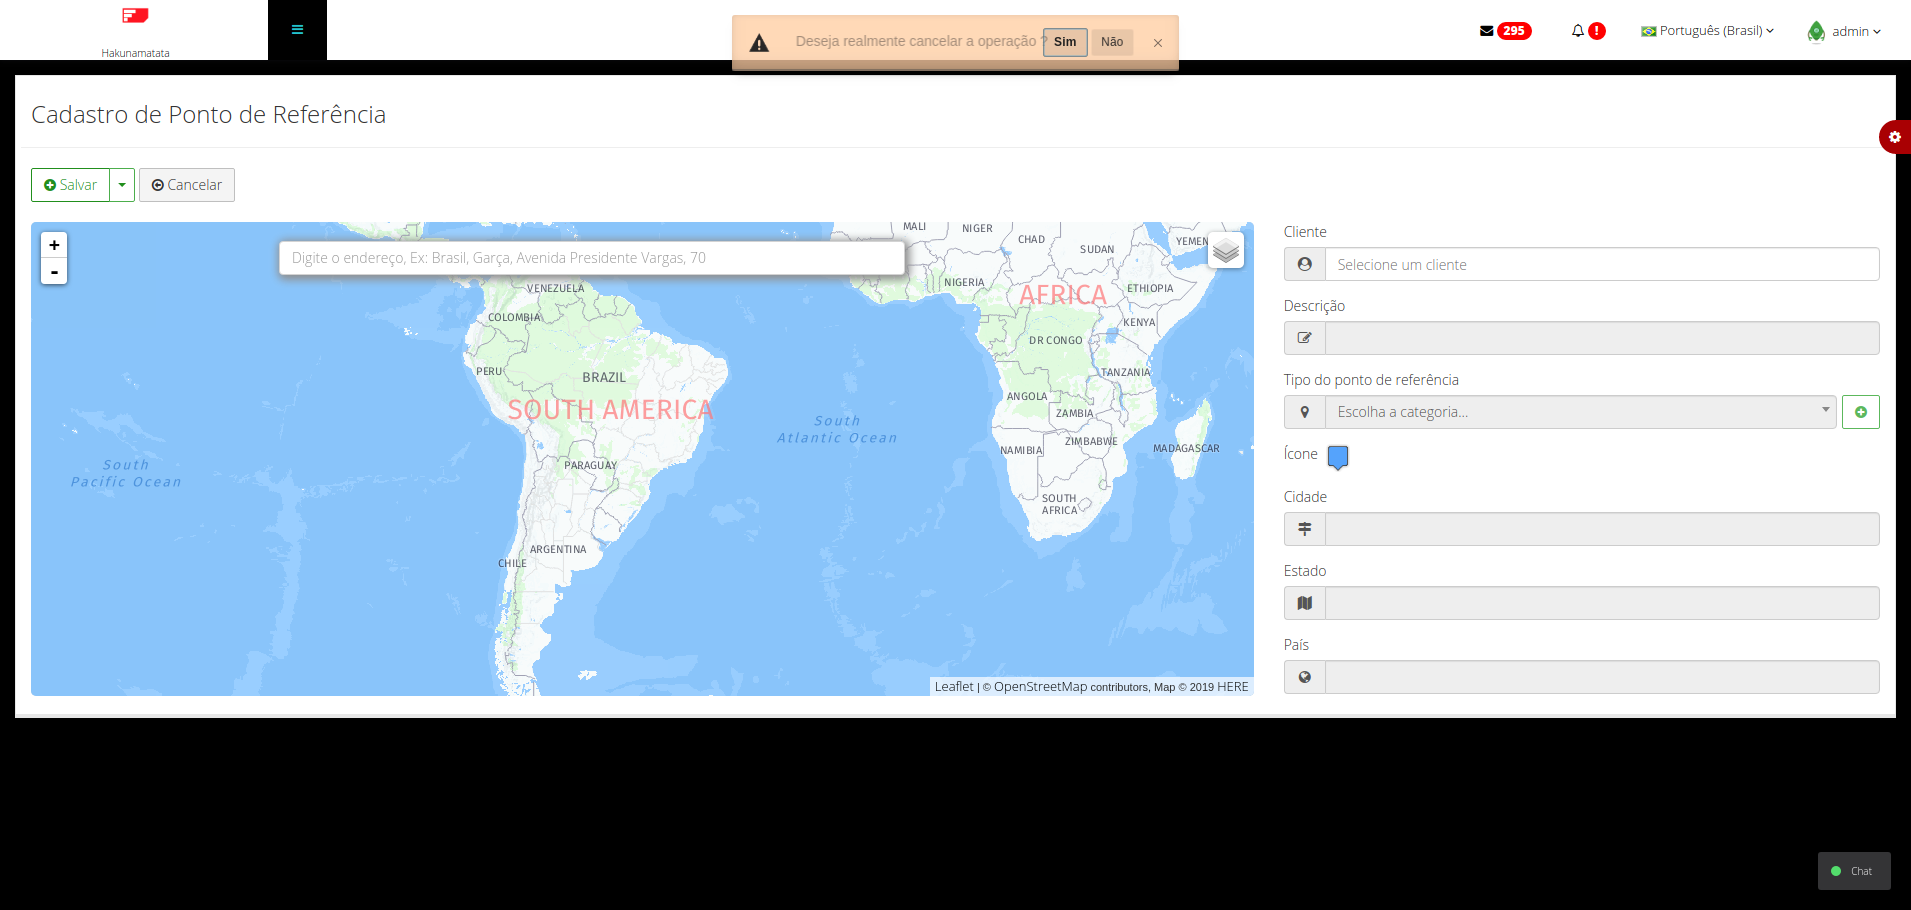 Hakunamatata
Deseja realmente cancelar a operação ? Sim Não ×
295
!
Português (Brasil)
admin
Cadastro de Ponto de Referência
Salvar
Cancelar
+
-
Digite o endereço, Ex: Brasil, Garça, Avenida Presidente Vargas, 70
MALI
NIGER
CHAD
SUDAN
YEMEN
NIGERIA
AFRICA
ETHIOPIA
VENEZUELA
COLOMBIA
KENYA
DR CONGO
PERU
BRAZIL
TANZANIA
SOUTH AMERICA
ANGOLA
ZAMBIA
South
Atlantic Ocean
NAMIBIA
ZIMBABWE
MADAGASCAR
South
Pacific Ocean
PARAGUAY
SOUTH
AFRICA
ARGENTINA
CHILE
Leaflet | © OpenStreetMap contributors, Map © 2019 HERE
Cliente
Selecione um cliente
Descrição
Tipo do ponto de referência
Escolha a categoria...
Ícone
Cidade
Estado
País
Chat